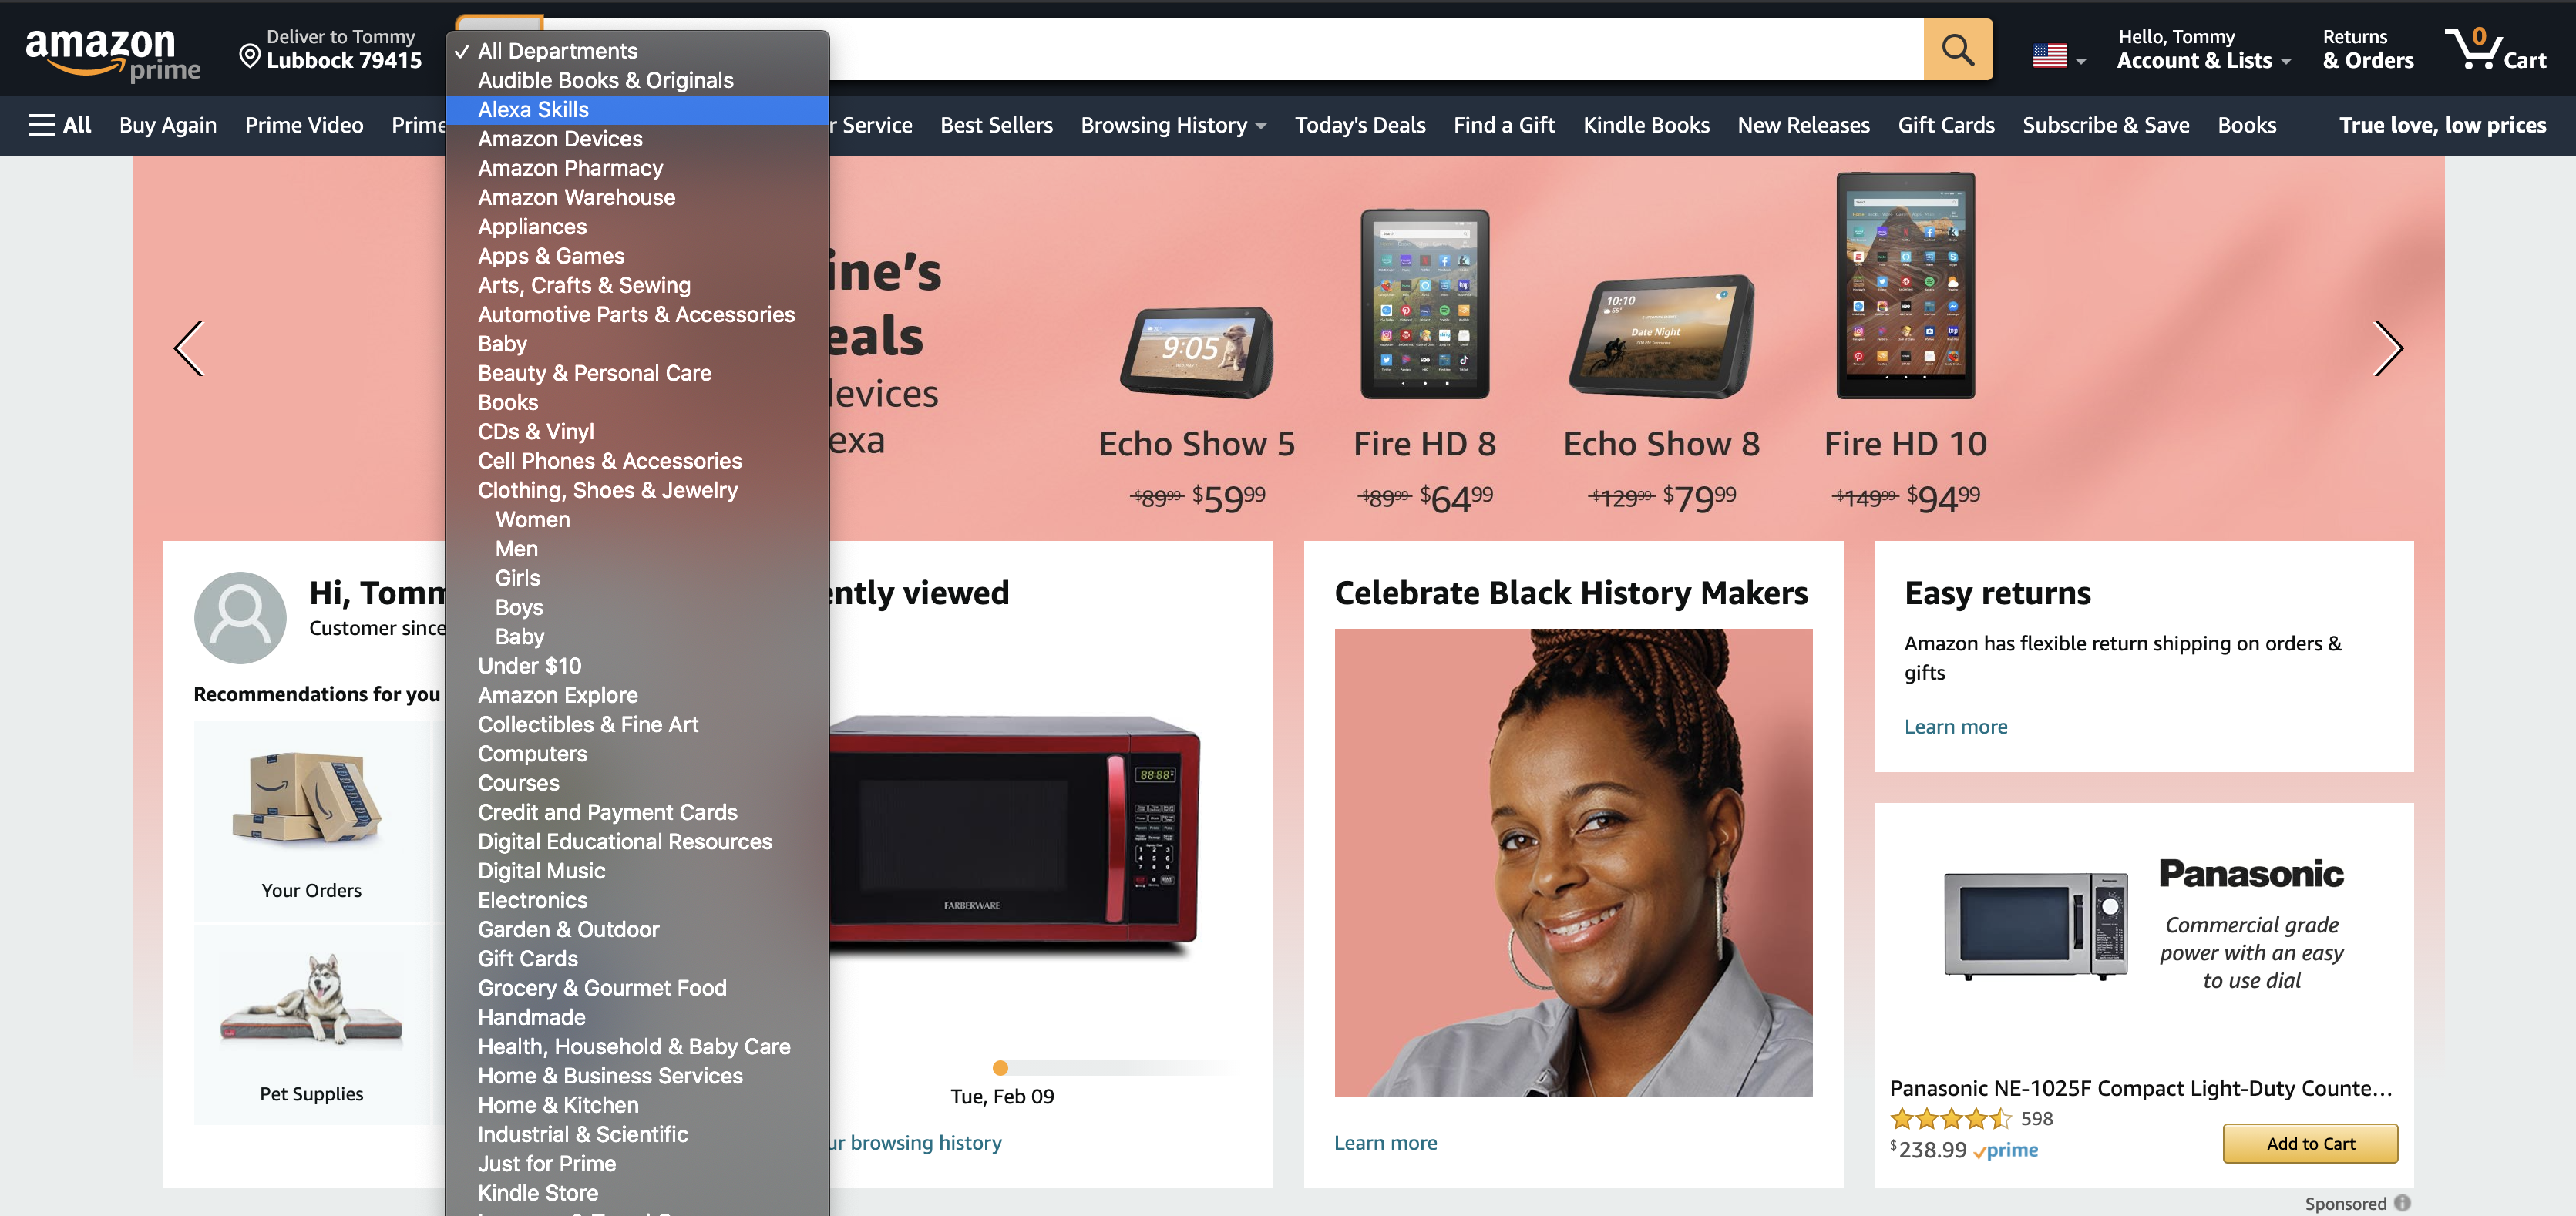 amazon
prime
Deliver to Tommy
Lubbock 79415
Hello, Tommy
Account & Lists
Returns
& Orders
0
Cart
All
Buy Again
Prime Video
Prime
r Service
Best Sellers
Browsing History
Today's Deals
Find a Gift
Kindle Books
New Releases
Gift Cards
Subscribe & Save
Books
True love, low prices
✓ All Departments
Audible Books & Originals
Alexa Skills
Amazon Devices
Amazon Pharmacy
Amazon Warehouse
Appliances
Apps & Games
Arts, Crafts & Sewing
Automotive Parts & Accessories
Baby
Beauty & Personal Care
Books
CDs & Vinyl
Cell Phones & Accessories
Clothing, Shoes & Jewelry
Women
Men
Girls
Boys
Baby
Under $10
Amazon Explore
Collectibles & Fine Art
Computers
Courses
Credit and Payment Cards
Digital Educational Resources
Digital Music
Electronics
Garden & Outdoor
Gift Cards
Grocery & Gourmet Food
Handmade
Health, Household & Baby Care
Home & Business Services
Home & Kitchen
Industrial & Scientific
Just for Prime
Kindle Store
ine's
eals
evices
exa
9:05
10:10
Date Night
Echo Show 5
$89.99 $59.99
Fire HD 8
$89.99 $64.99
Echo Show 8
$129.99 $79.99
Fire HD 10
$149.99 $94.99
Hi, Tomm
Customer since
Recommendations for you
Your Orders
Pet Supplies
ently viewed
88:88
FARBERWARE
Tue, Feb 09
ur browsing history
Celebrate Black History Makers
Learn more
Easy returns
Amazon has flexible return shipping on orders &
gifts
Learn more
Panasonic
Commercial grade
power with an easy
to use dial
Panasonic NE-1025F Compact Light-Duty Counte...
598
$238.99 prime
Add to Cart
Sponsored